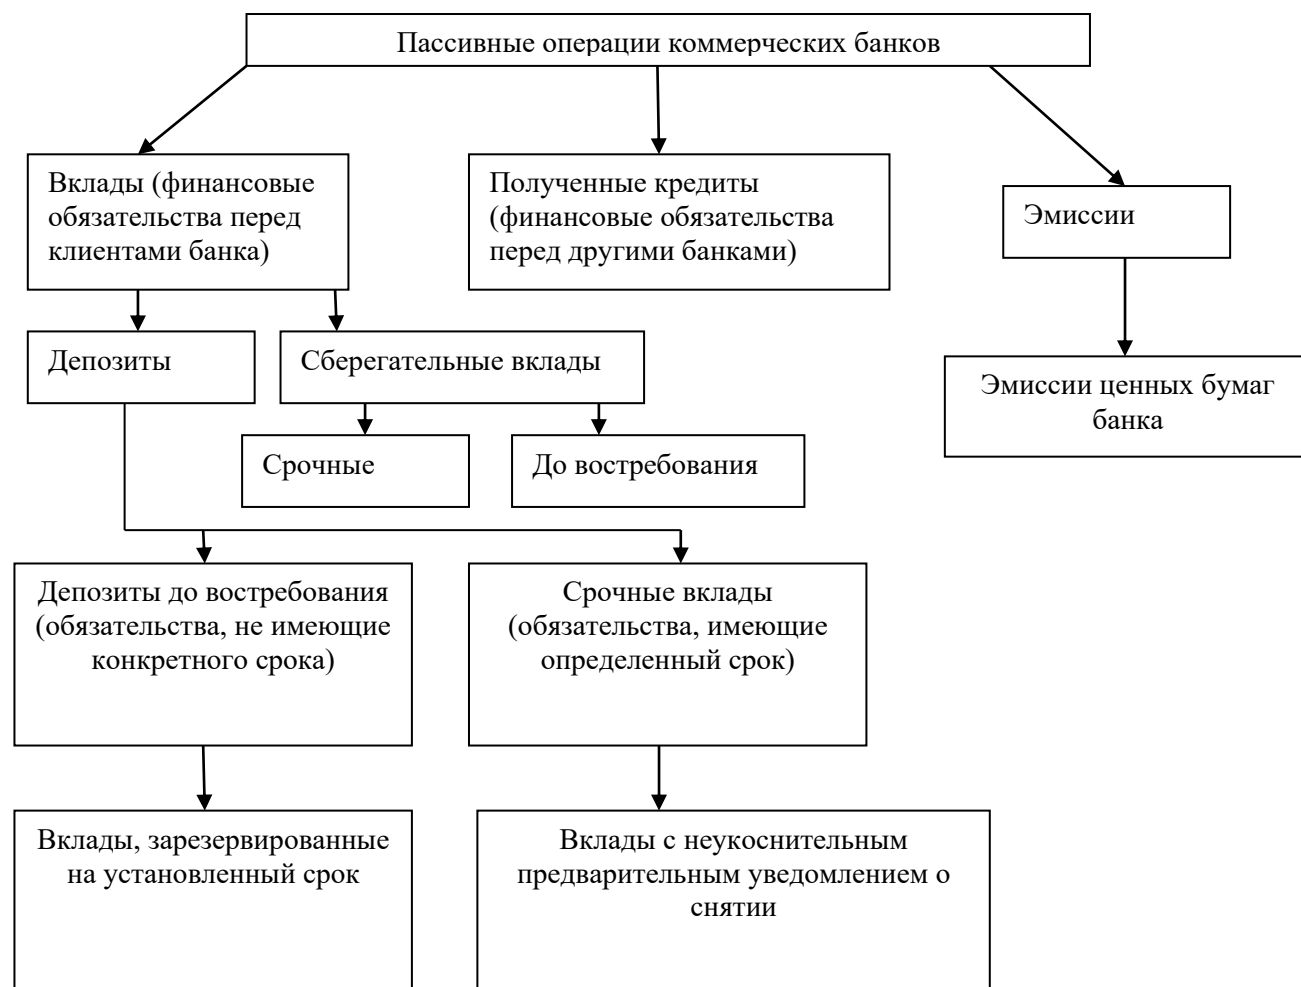 Пассивные операции коммерческих банков
Вклады (финансовые
обязательства перед
клиентами банка)
Полученные кредиты
(финансовые обязательства
перед другими банками)
Эмиссии
Депозиты
Сберегательные вклады
Эмиссии ценных бумаг
банка
Срочные
До востребования
Депозиты до востребования
(обязательства, не имеющие
конкретного срока)
Срочные вклады
(обязательства, имеющие
определенный срок)
Вклады, зарезервированные
на установленный срок
Вклады с неукоснительным
предварительным уведомлением о
снятии